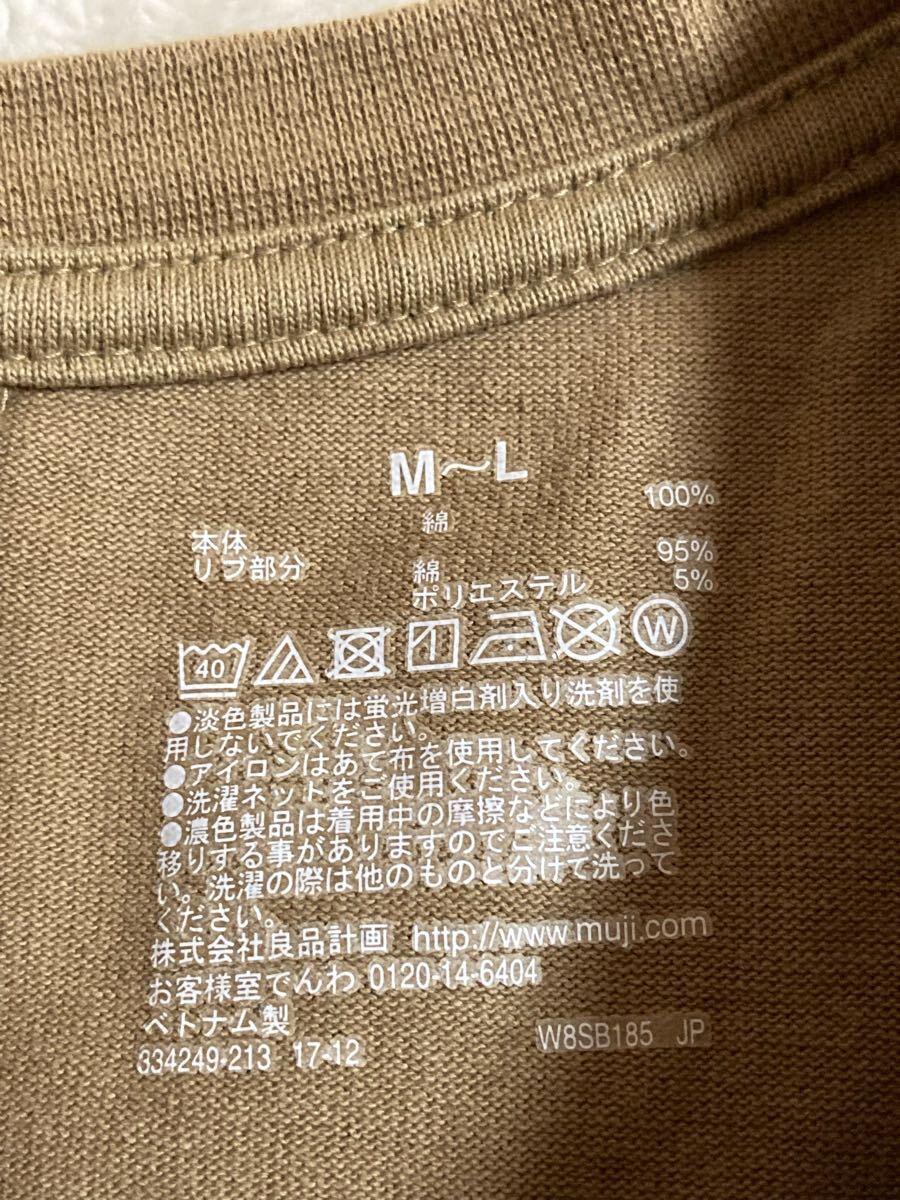 M～L
本体 綿 100%
リブ部分 綿 95%
ポリエステル 5%
40 W
●淡色製品には蛍光増白剤入り洗剤を使
用しないでください。
●アイロンはあて布を使用してください。
●洗濯ネットをご使用ください。
●濃色製品は着用中の摩擦などにより色
移りする事がありますのでご注意くださ
い。洗濯の際は他のものと分けて洗って
ください。
株式会社良品計画 http://www.muji.com
お客様室でんわ 0120-14-6404
ベトナム製
334249-213 17-12 W8SB185 JP